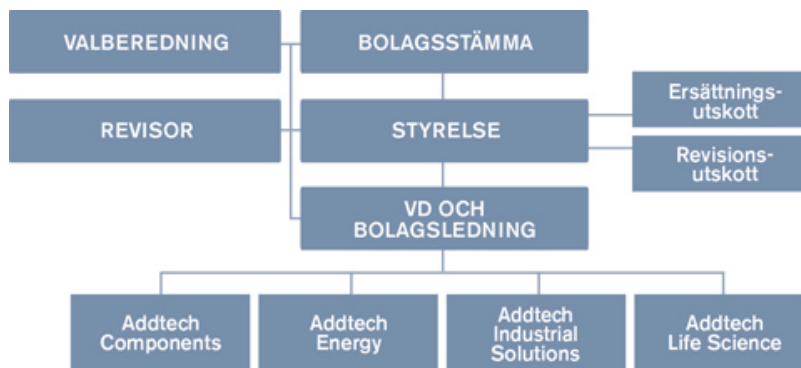 VALBEREDNING
BOLAGSSTÄMMA
REVISOR
STYRELSE
Ersättnings-
utskott
Revisions-
utskott
VD OCH
BOLAGSLEDNING
Addtech
Components
Addtech
Energy
Addtech
Industrial
Solutions
Addtech
Life Science